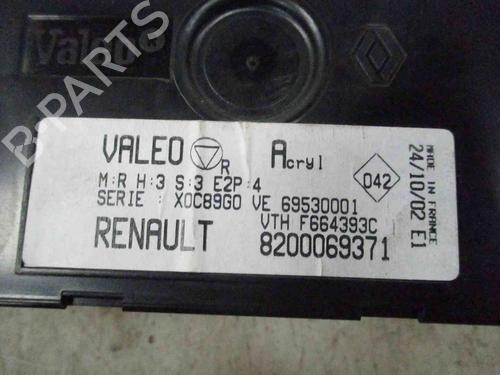 Valeo
B-PARTS
VALEO R Acryl
M:R H:3 S:3 E2P:4
SERIE : X0C89G0 VE 69530001
VTH F664393C
RENAULT 8200069371
042
MADE IN FRANCE
24/10/02 E1